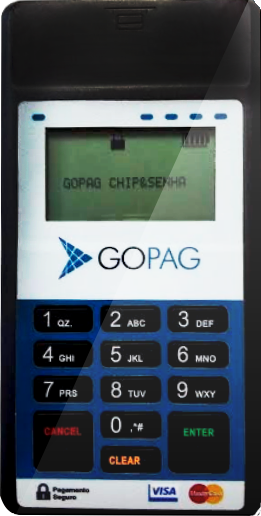 GOPAG CHIP&SENHA
GOPAG
1 QZ. 2 ABC 3 DEF
4 GHI 5 JKL 6 MNO
7 PRS 8 TUV 9 WXY
CANCEL 0 .*# ENTER
CLEAR
Pagamento
Seguro
VISA MasterCard